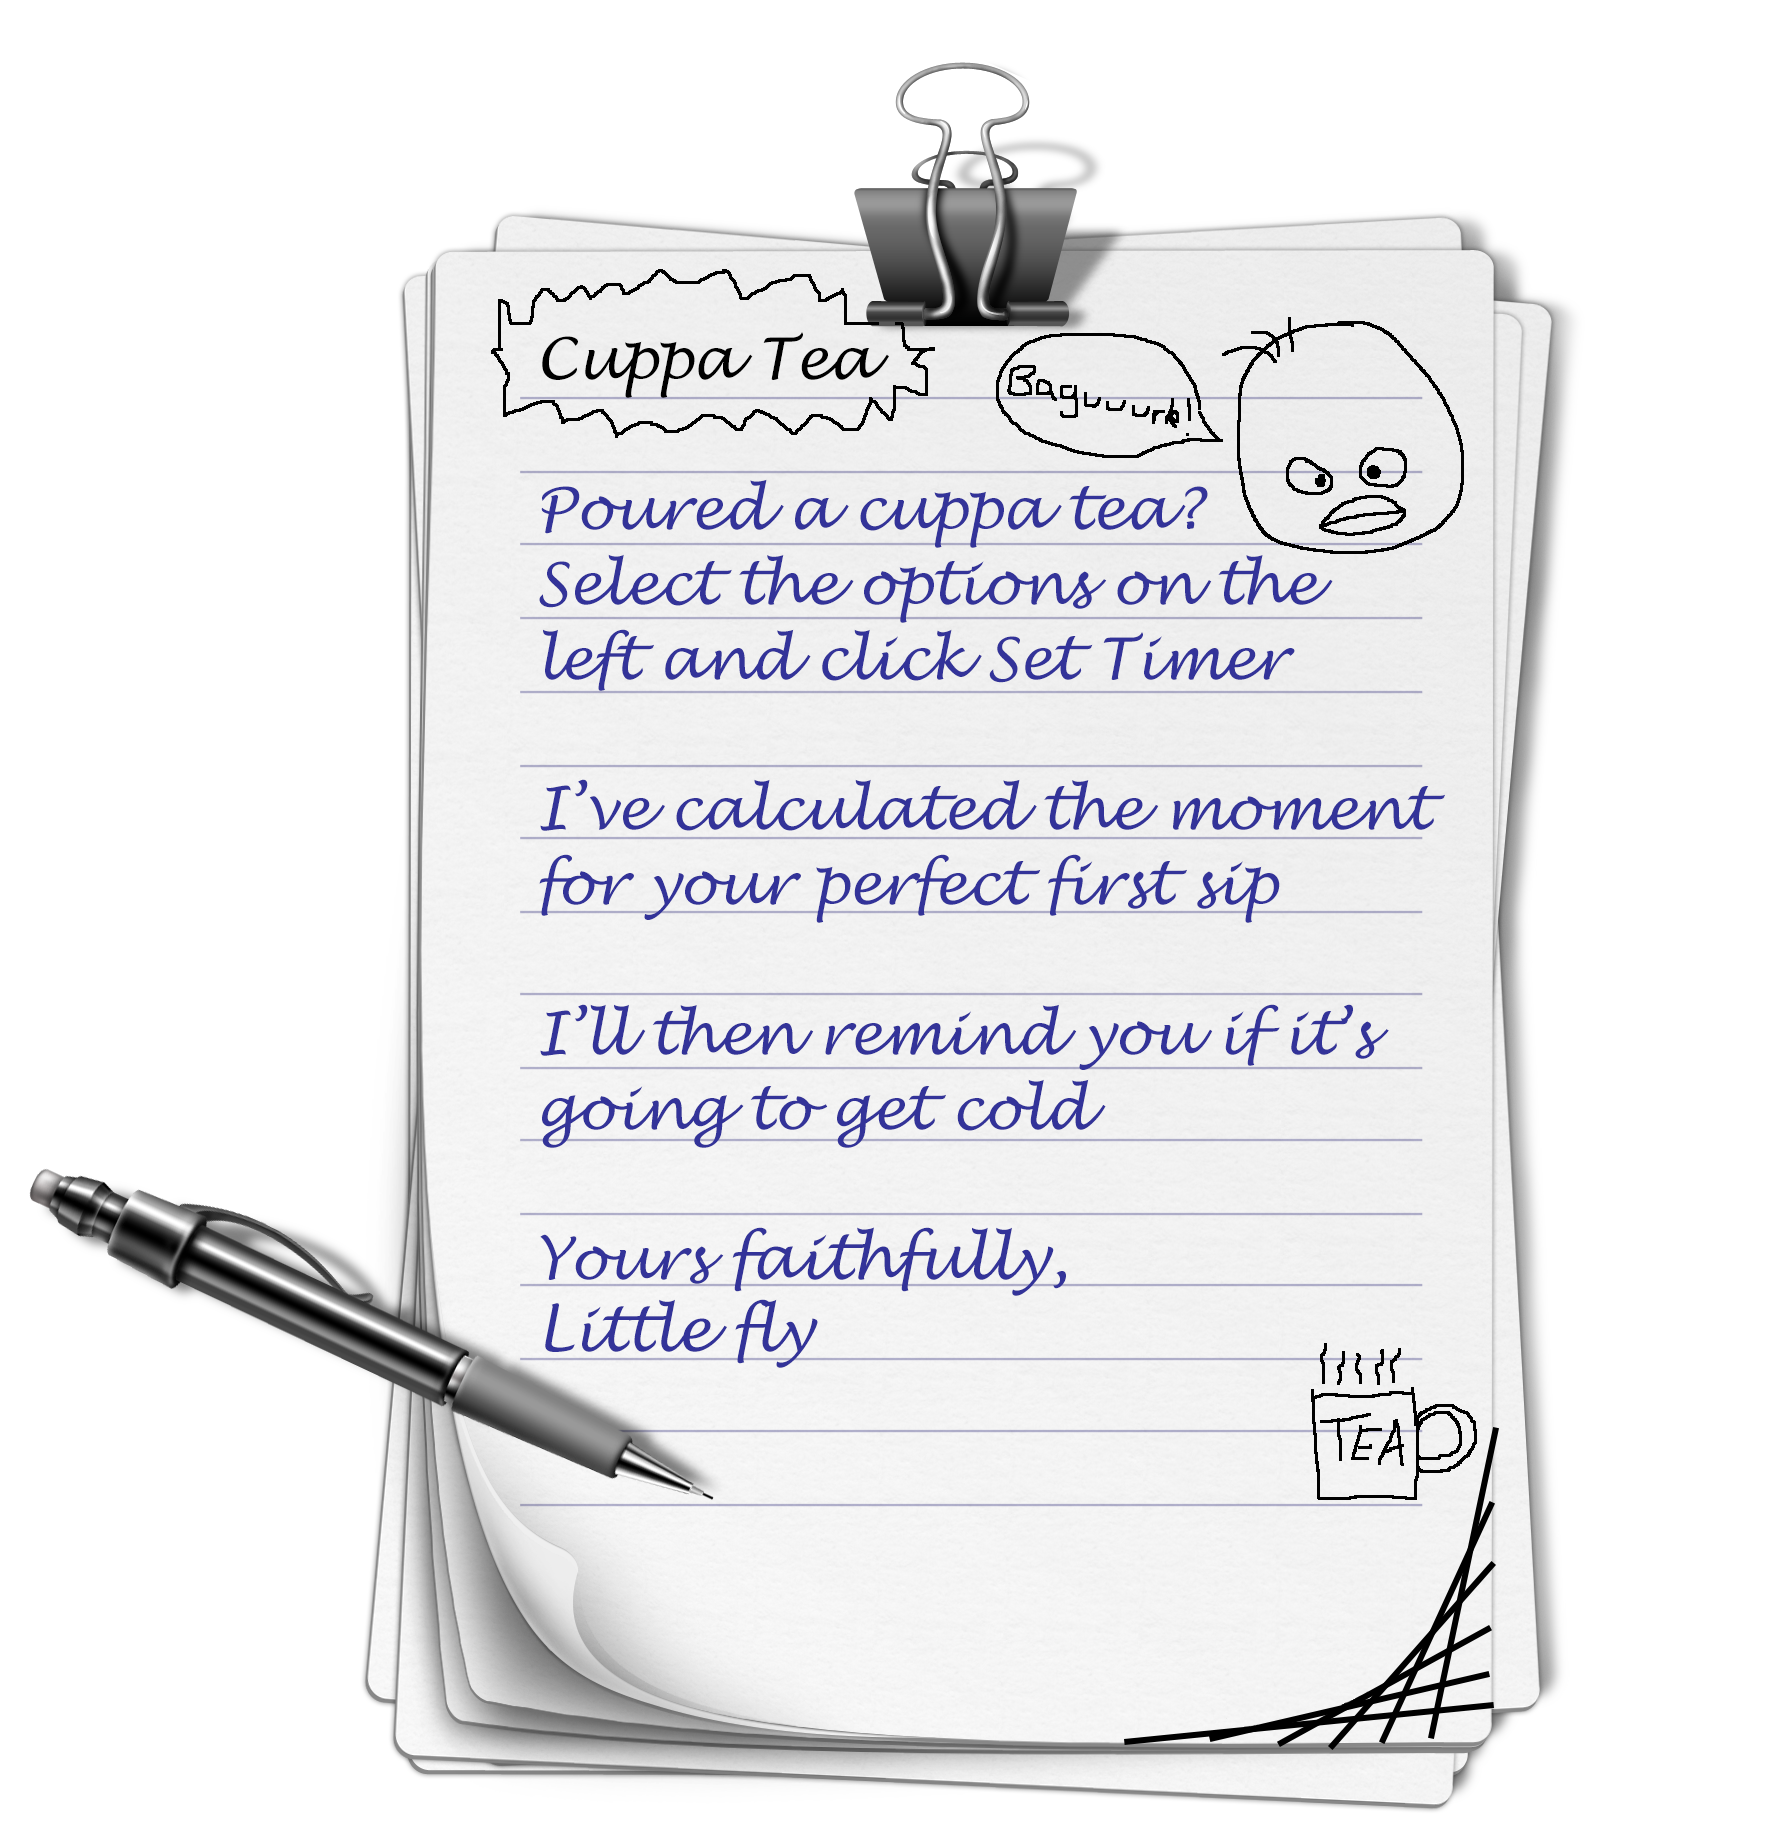 Cuppa Tea
Baguuurk!
Poured a cuppa tea?
Select the options on the
left and click Set Timer
I've calculated the moment
for your perfect first sip
I'll then remind you if it's
going to get cold
Yours faithfully,
Little fly
TEA